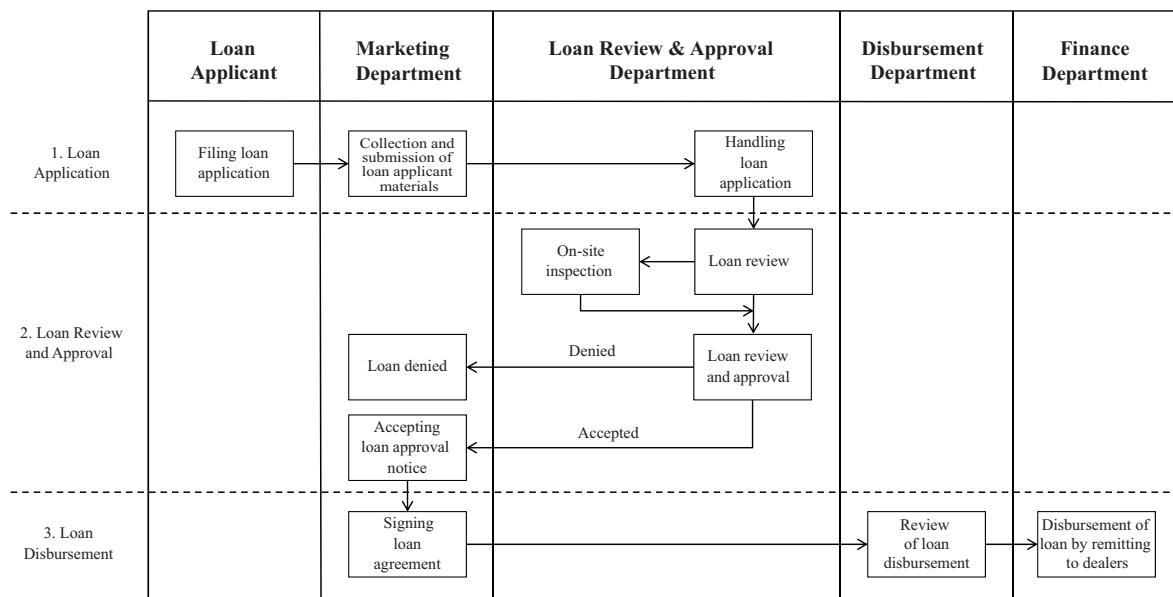 Loan
Applicant
Marketing
Department
Loan Review & Approval
Department
Disbursement
Department
Finance
Department
1. Loan
Application
Filing loan
application
Collection and
submission of
loan applicant
materials
Handling
loan
application
2. Loan Review
and Approval
On-site
inspection
Loan review
Loan denied
Denied
Loan review
and approval
Accepting
loan approval
notice
Accepted
3. Loan
Disbursement
Signing
loan
agreement
Review
of loan
disbursement
Disbursement of
loan by remitting
to dealers